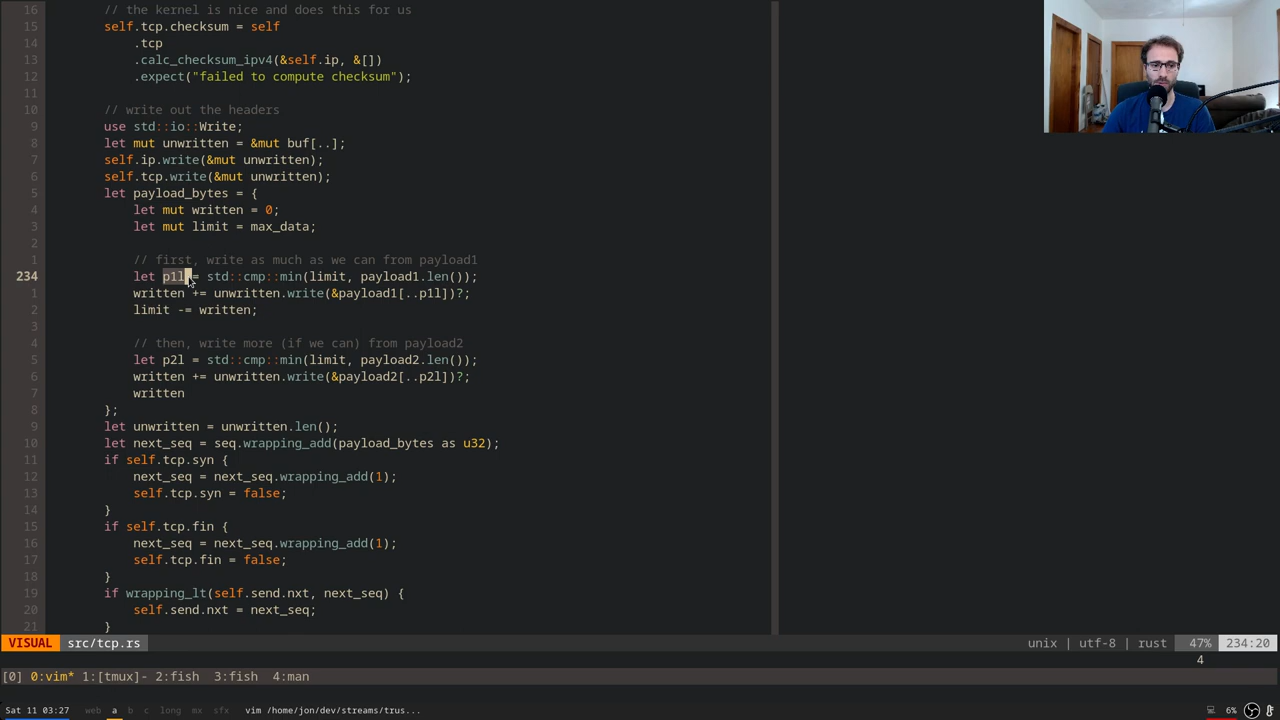 16 // the kernel is nice and does this for us
15 self.tcp.checksum = self
14 .tcp
13 .calc_checksum_ipv4(&self.ip, &[])
12 .expect("failed to compute checksum");
11
10 // write out the headers
9 use std::io::Write;
8 let mut unwritten = &mut buf[..];
7 self.ip.write(&mut unwritten);
6 self.tcp.write(&mut unwritten);
5 let payload_bytes = {
4 let mut written = 0;
3 let mut limit = max_data;
2
1 // first, write as much as we can from payload1
234 let p1l = std::cmp::min(limit, payload1.len());
1 written += unwritten.write(&payload1[..p1l])?;
2 limit -= written;
3
4 // then, write more (if we can) from payload2
5 let p2l = std::cmp::min(limit, payload2.len());
6 written += unwritten.write(&payload2[..p2l])?;
7 written
8 };
9 let unwritten = unwritten.len();
10 let next_seq = seq.wrapping_add(payload_bytes as u32);
11 if self.tcp.syn {
12 next_seq = next_seq.wrapping_add(1);
13 self.tcp.syn = false;
14 }
15 if self.tcp.fin {
16 next_seq = next_seq.wrapping_add(1);
17 self.tcp.fin = false;
18 }
19 if wrapping_lt(self.send.nxt, next_seq) {
20 self.send.nxt = next_seq;
21 }
VISUAL src/tcp.rs unix | utf-8 | rust 47% 234:20
4
[0] 0:vim* 1:[tmux]- 2:fish 3:fish 4:man
Sat 11 03:27 web a b c long mx sfx vim /home/jon/dev/streams/trus... 6%